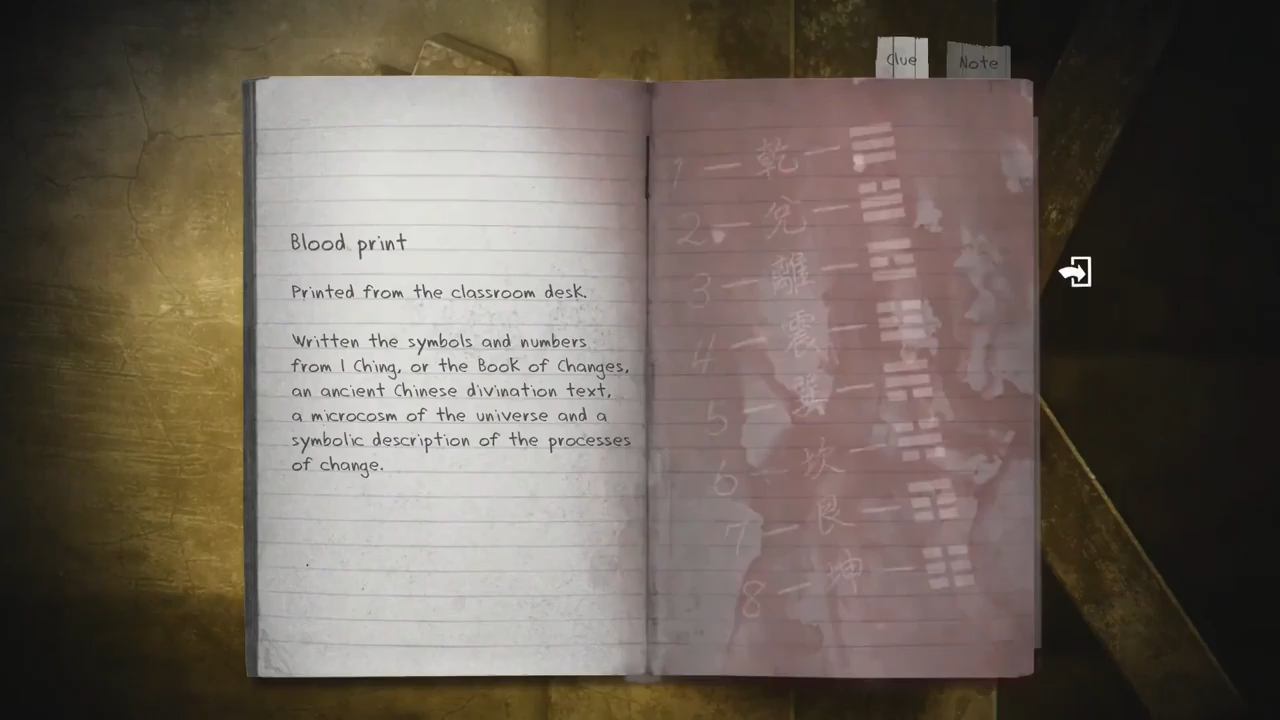 Clue
Note
Blood print
Printed from the classroom desk.
Written the symbols and numbers
from I Ching, or the Book of Changes,
an ancient Chinese divination text,
a microcosm of the universe and a
symbolic description of the processes
of change.
1 — 乾 — ☰
2 — 兌 — ☱
3 — 離 — ☲
4 — 震 — ☳
5 — 巽 — ☴
6 坎 — ☵
7 — 艮 — ☶
8 — 坤 — ☷